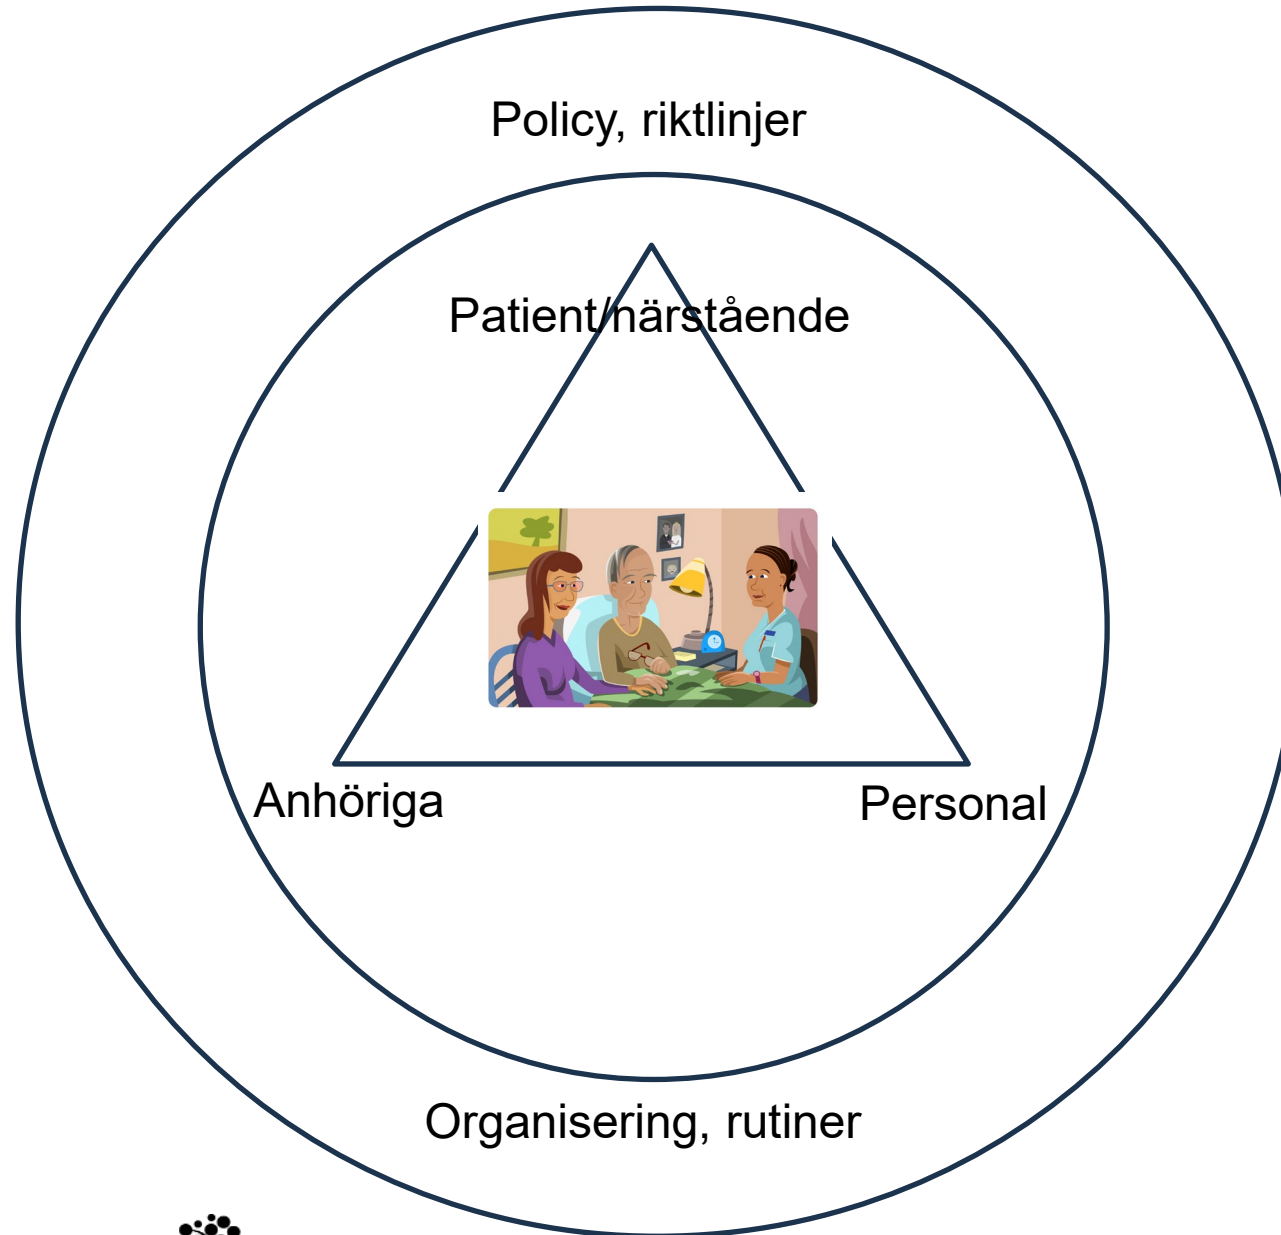 Policy, riktlinjer
Patient/närstående
Anhöriga
Personal
Organisering, rutiner